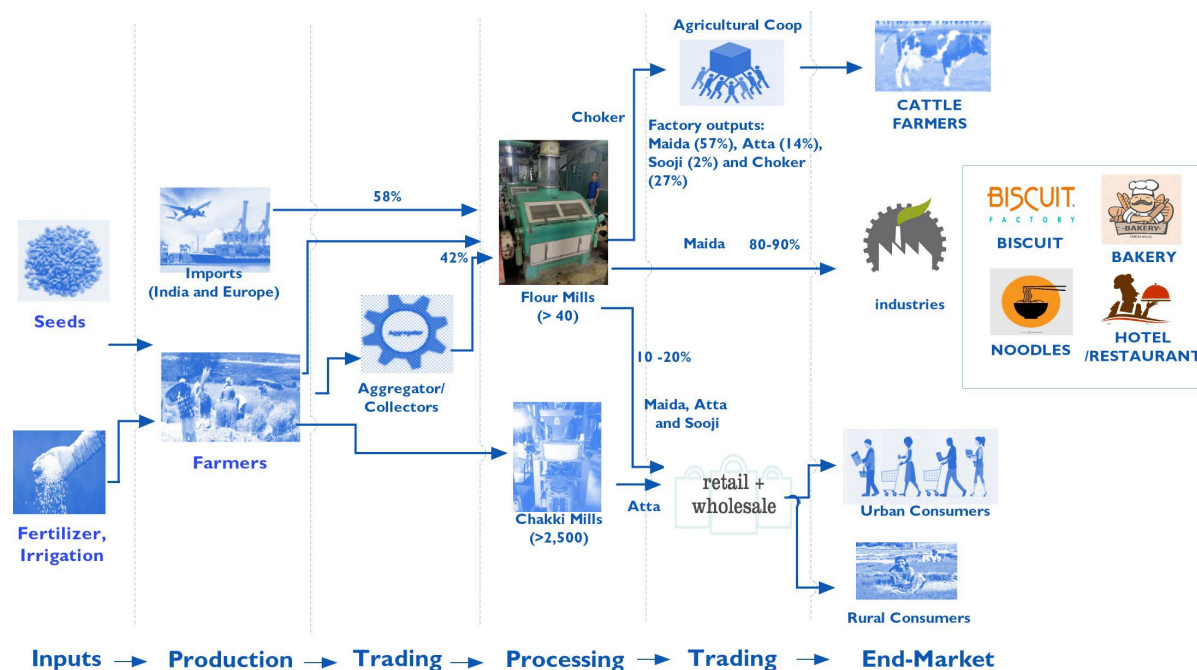 Agricultural Coop
CATTLE
FARMERS
Choker
Factory outputs:
Maida (57%), Atta (14%),
Sooji (2%) and Choker
(27%)
58%
42%
Imports
(India and Europe)
Seeds
Flour Mills
(> 40)
Maida 80-90%
industries
BISCUIT
FACTORY
BISCUIT
BAKERY
BAKERY
NOODLES
HOTEL
/RESTAURANT
Aggregator
Aggregator/
Collectors
10 -20%
Maida, Atta
and Sooji
Farmers
Fertilizer,
Irrigation
Chakki Mills
(>2,500)
Atta
retail +
wholesale
Urban Consumers
Rural Consumers
Inputs Production Trading Processing Trading End-Market